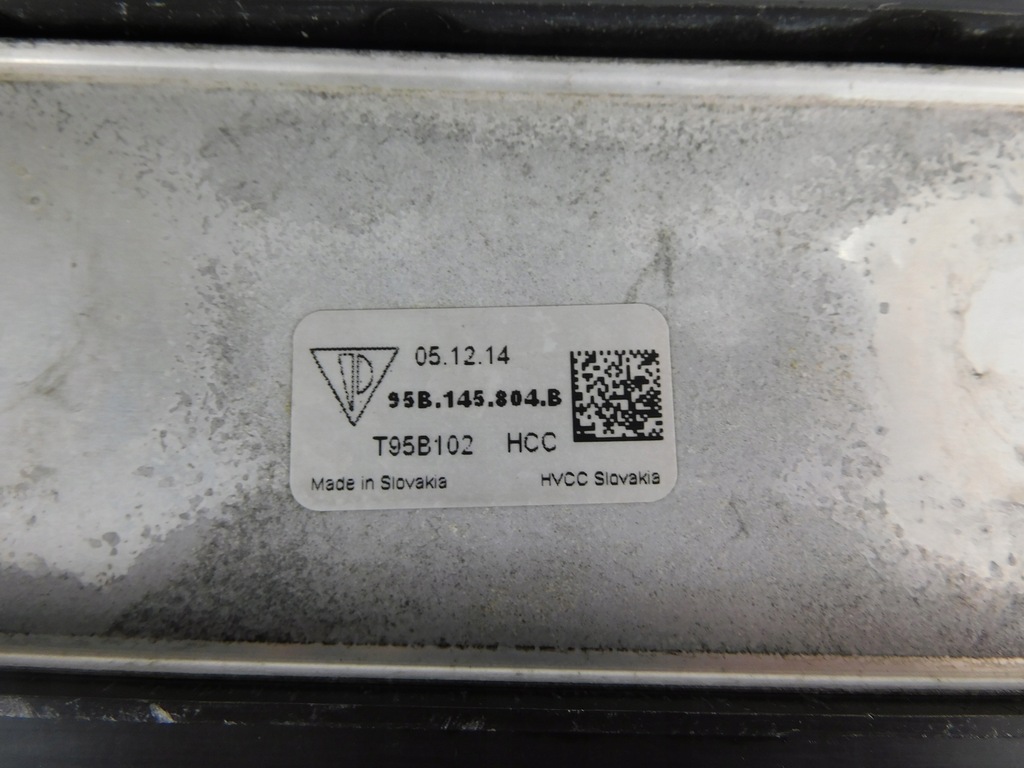 05.12.14
95B.145.804.B
T95B102 HCC
Made in Slovakia HVCC Slovakia